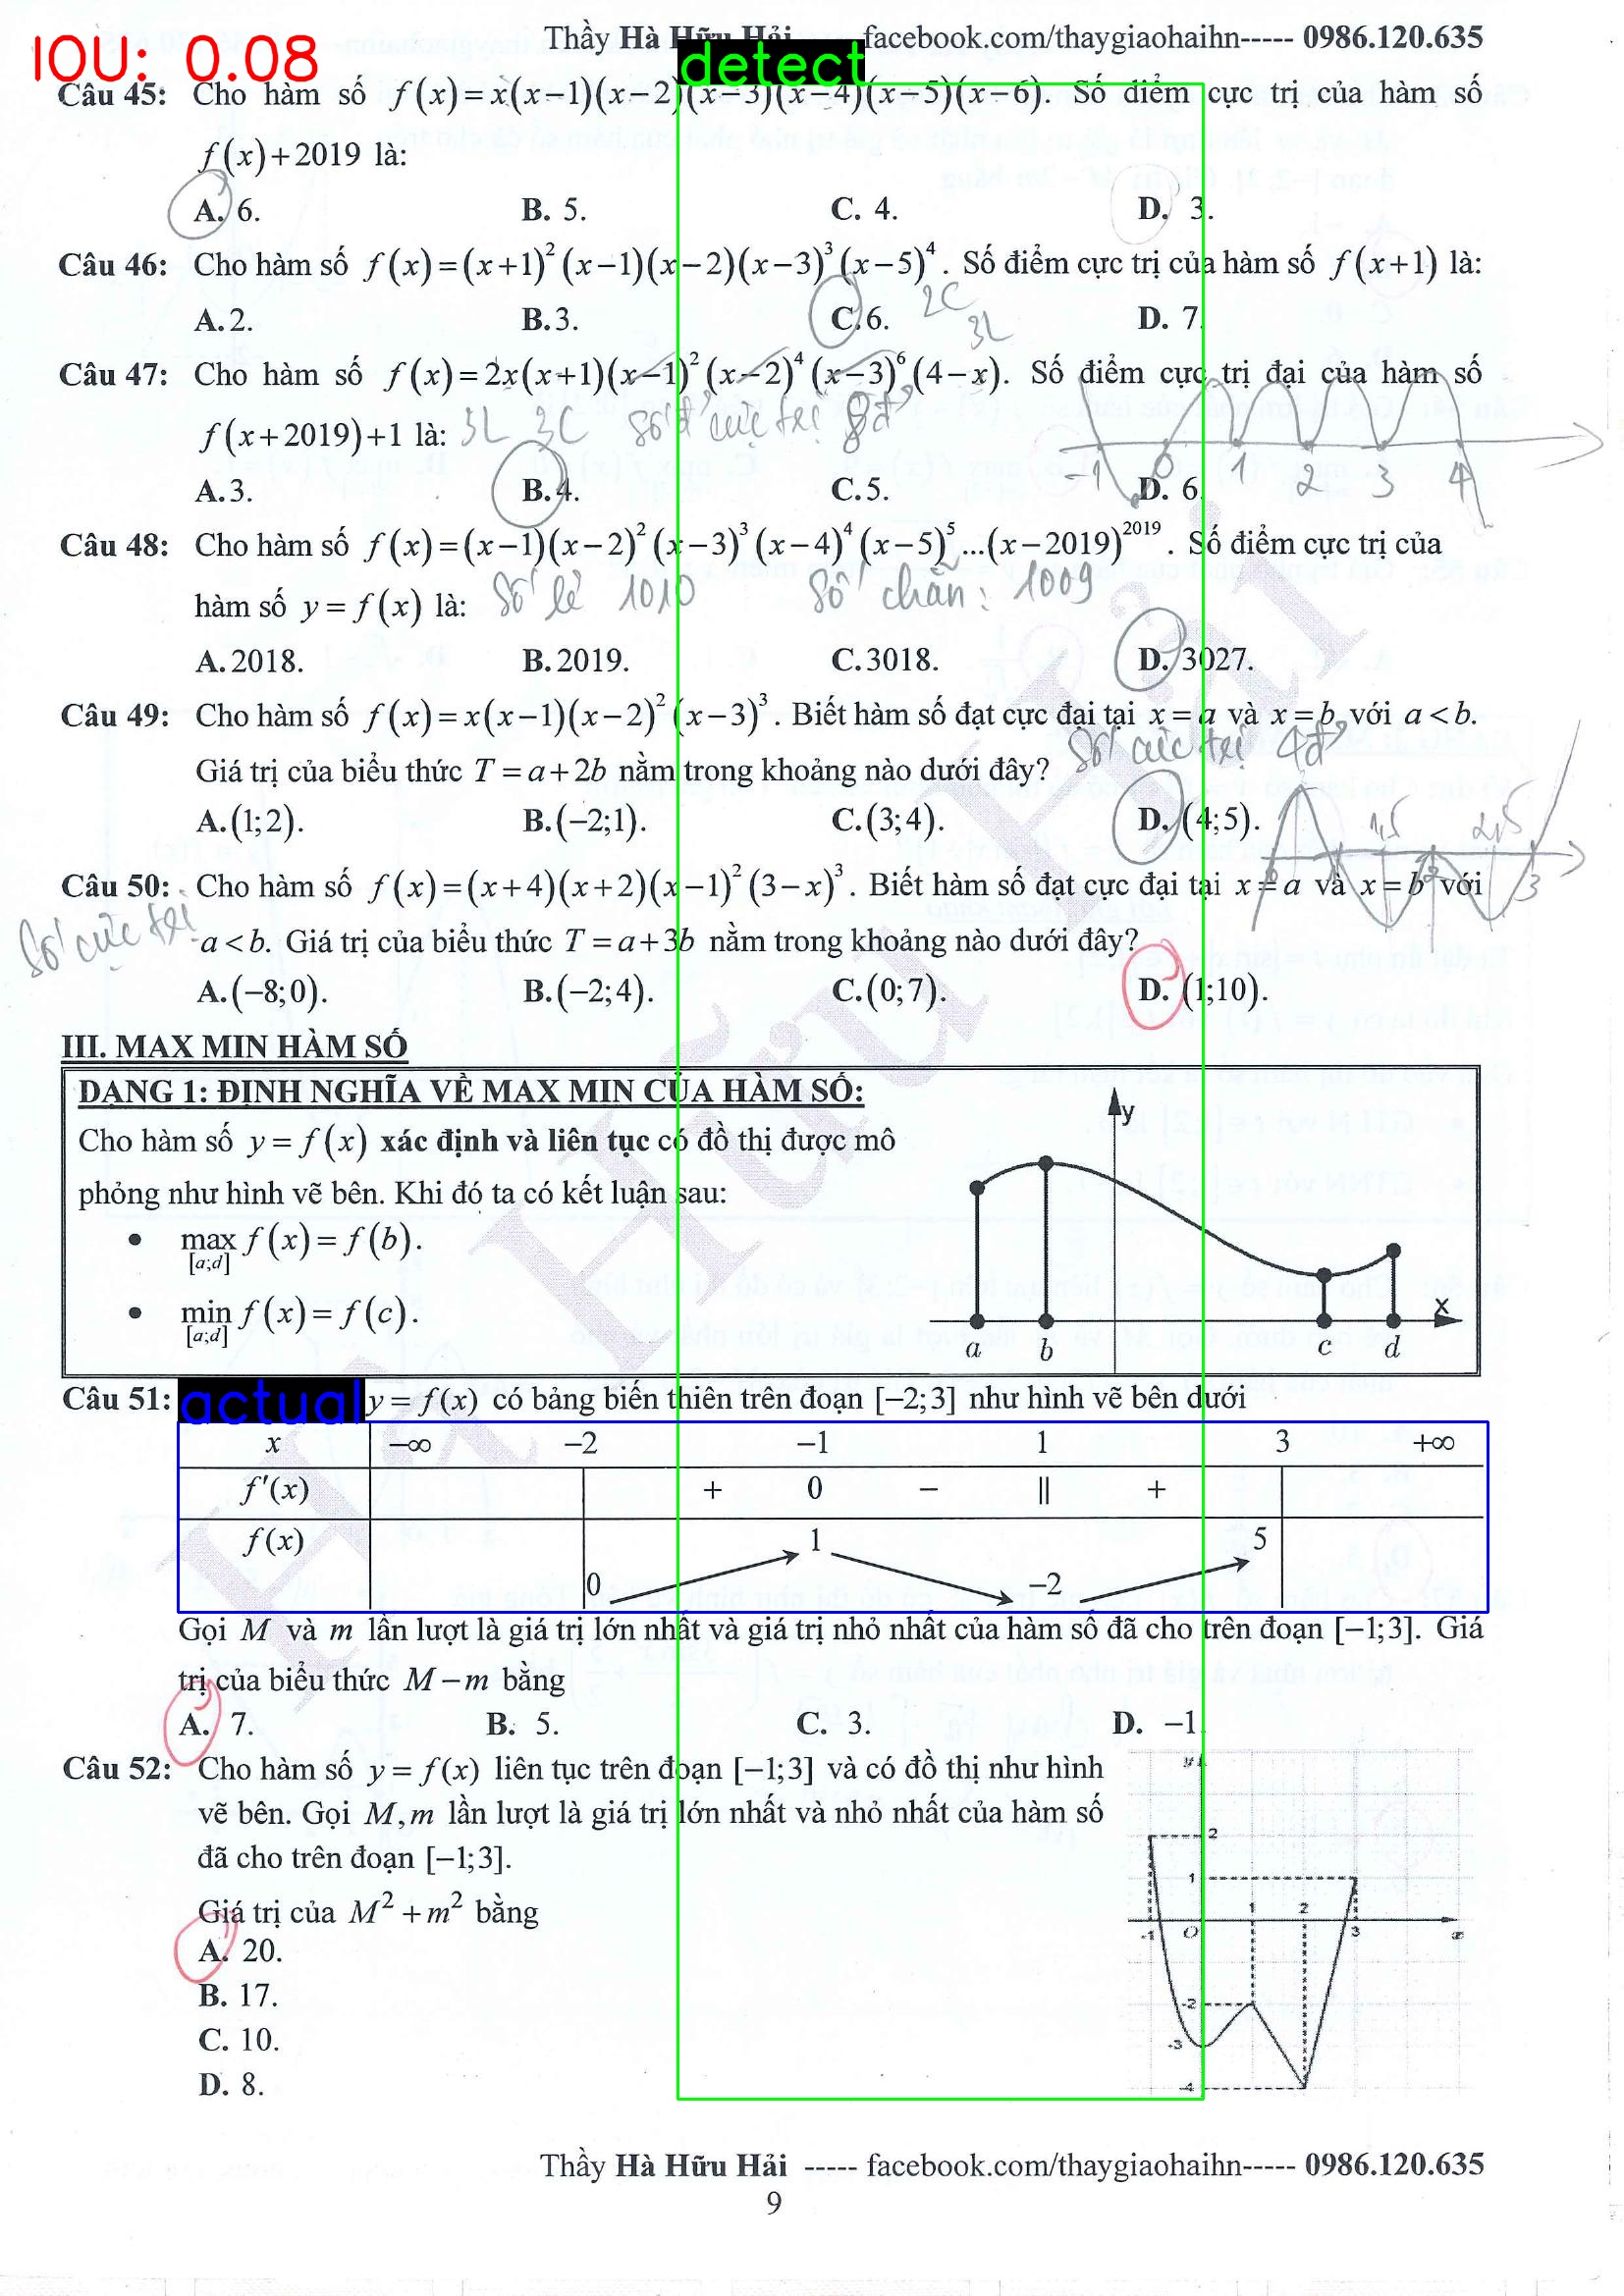 Thầy Hà Hữu Hải facebook.com/thaygiaohaihn----- 0986.120.635
IOU: 0.08
detect
Câu 45: Cho hàm số f(x)=x(x−1)(x−2)(x−3)(x−4)(x−5)(x−6). Số điểm cực trị của hàm số
f(x)+2019 là:
A. 6. B. 5. C. 4. D. 3.
Câu 46: Cho hàm số f(x)=(x+1)²(x−1)(x−2)(x−3)³(x−5)⁴. Số điểm cực trị của hàm số f(x+1) là:
2C
A. 2. B. 3. C. 6. D. 7.
3L
Câu 47: Cho hàm số f(x)=2x(x+1)(x−1)²(x−2)⁴(x−3)⁶(4−x). Số điểm cực trị đại của hàm số
f(x+2019)+1 là: 3L 3C số đ' cực trị 8đ'
-1 0 1 2 3 4
A. 3. B. 4. C. 5. D. 6.
Câu 48: Cho hàm số f(x)=(x−1)(x−2)²(x−3)³(x−4)⁴(x−5)⁵...(x−2019)²⁰¹⁹. Số điểm cực trị của
hàm số y=f(x) là: Số lẻ 1010 Số chẵn: 1009
A. 2018. B. 2019. C. 3018. D. 3027.
Câu 49: Cho hàm số f(x)=x(x−1)(x−2)²(x−3)³. Biết hàm số đạt cực đại tại x=a và x=b với a<b.
Số cực trị 4đ'
Giá trị của biểu thức T=a+2b nằm trong khoảng nào dưới đây?
A. (1;2). B. (−2;1). C. (3;4). D. (4;5).
1,5 2,5
2 3
Câu 50: Cho hàm số f(x)=(x+4)(x+2)(x−1)²(3−x)³. Biết hàm số đạt cực đại tại x=a và x=b với
Số cực trị
a<b. Giá trị của biểu thức T=a+3b nằm trong khoảng nào dưới đây?
A. (−8;0). B. (−2;4). C. (0;7). D. (1;10).
III. MAX MIN HÀM SỐ
DẠNG 1: ĐỊNH NGHĨA VỀ MAX MIN CỦA HÀM SỐ:
Cho hàm số y=f(x) xác định và liên tục có đồ thị được mô
phỏng như hình vẽ bên. Khi đó ta có kết luận sau:
• max f(x)=f(b).
[a;d]
• min f(x)=f(c).
[a;d]
y
x
a b c d
Câu 51: actual y=f(x) có bảng biến thiên trên đoạn [−2;3] như hình vẽ bên dưới
x −∞ −2 −1 1 3 +∞
f′(x) + 0 − || +
f(x) 0 1 −2 5
Gọi M và m lần lượt là giá trị lớn nhất và giá trị nhỏ nhất của hàm số đã cho trên đoạn [−1;3]. Giá
trị của biểu thức M−m bằng
A. 7. B. 5. C. 3. D. −1.
Câu 52: Cho hàm số y=f(x) liên tục trên đoạn [−1;3] và có đồ thị như hình
vẽ bên. Gọi M,m lần lượt là giá trị lớn nhất và nhỏ nhất của hàm số
đã cho trên đoạn [−1;3].
Giá trị của M²+m² bằng
A. 20.
B. 17.
C. 10.
D. 8.
y
2
1
1 2
-1 O 3 x
-2
-3
-4
Thầy Hà Hữu Hải ----- facebook.com/thaygiaohaihn----- 0986.120.635
9
Hà Hữu Hải